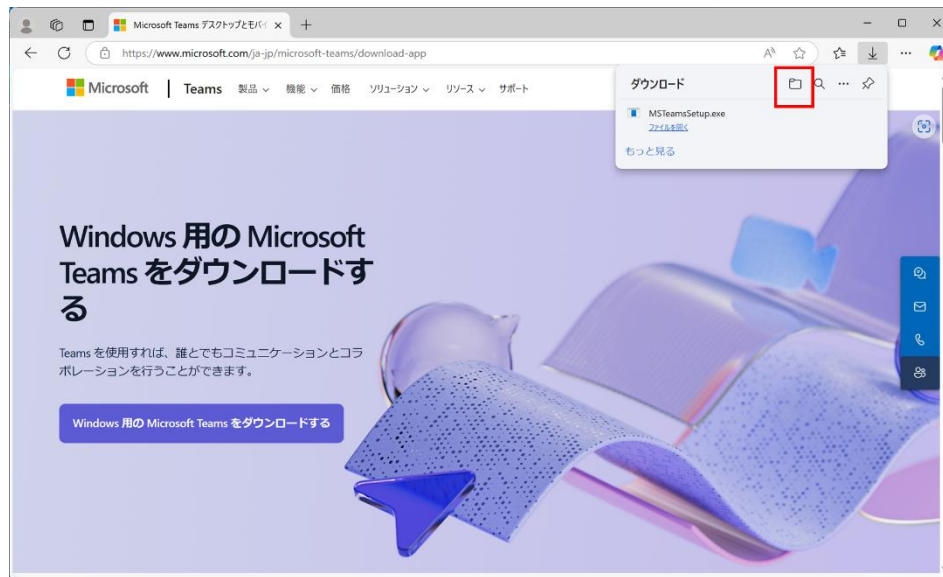 Microsoft Teams デスクトップとモバイ
https://www.microsoft.com/ja-jp/microsoft-teams/download-app
Microsoft Teams 製品 機能 価格 ソリューション リソース サポート
ダウンロード
MSTeamsSetup.exe
ファイルを開く
もっと見る
Windows 用の Microsoft
Teams をダウンロードす
る
Teams を使用すれば、誰とでもコミュニケーションとコラ
ボレーションを行うことができます。
Windows 用の Microsoft Teams をダウンロードする